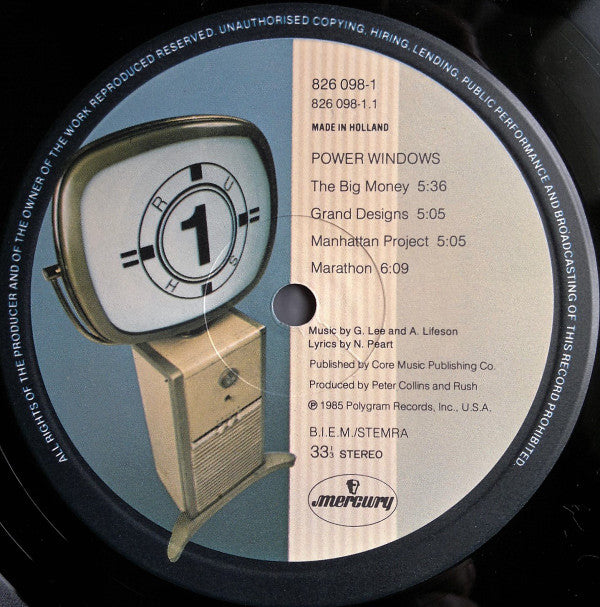 ALL RIGHTS OF THE PRODUCER AND OF THE OWNER OF THE WORK REPRODUCED RESERVED. UNAUTHORISED COPYING, HIRING, LENDING, PUBLIC PERFORMANCE AND BROADCASTING OF THIS RECORD PROHIBITED.
RUSH
1
826 098-1
826 098-1.1
MADE IN HOLLAND
POWER WINDOWS
The Big Money 5:36
Grand Designs 5:05
Manhattan Project 5:05
Marathon 6:09
Music by G. Lee and A. Lifeson
Lyrics by N. Peart
Published by Core Music Publishing Co.
Produced by Peter Collins and Rush
℗ 1985 Polygram Records, Inc., U.S.A.
B.I.E.M./STEMRA
33⅓ STEREO
mercury